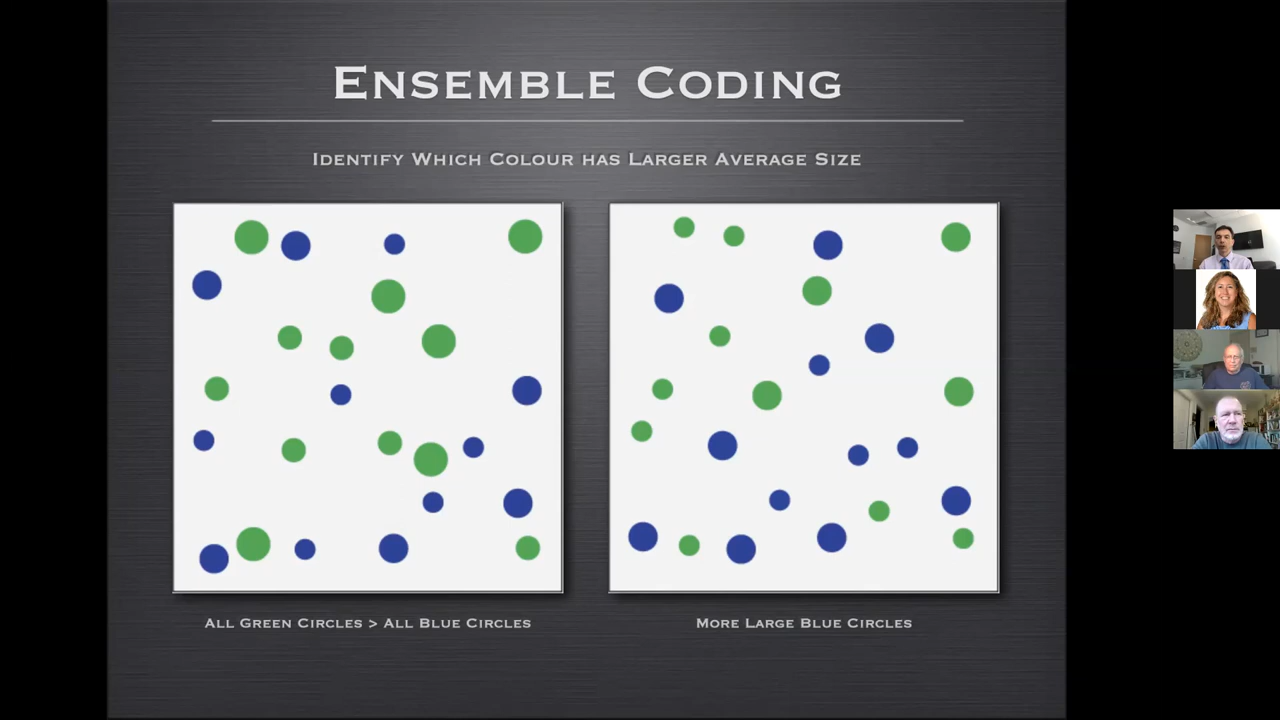 Ensemble Coding
Identify Which Colour has Larger Average Size
All Green Circles > All Blue Circles
More Large Blue Circles